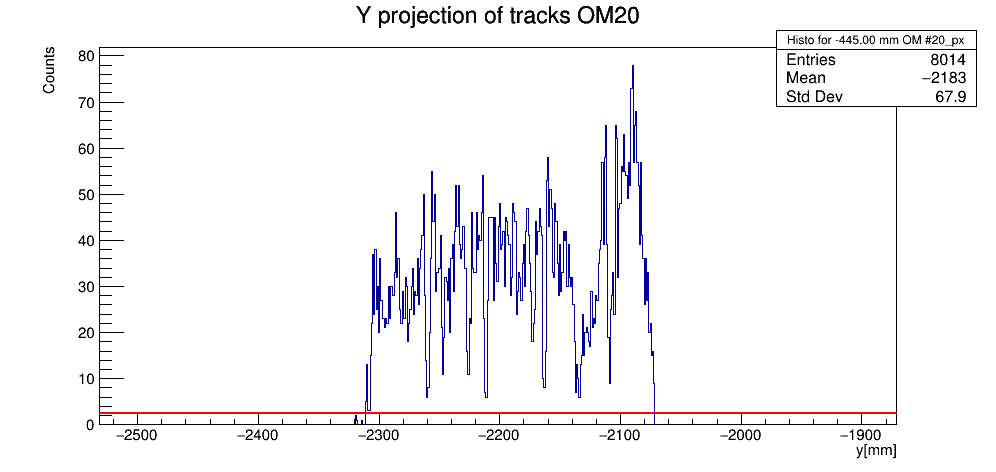 Y projection of tracks OM20
Histo for -445.00 mm OM #20_px
Entries 8014
Mean −2183
Std Dev 67.9
Counts
80
70
60
50
40
30
20
10
0
−2500 −2400 −2300 −2200 −2100 −2000 −1900
y[mm]